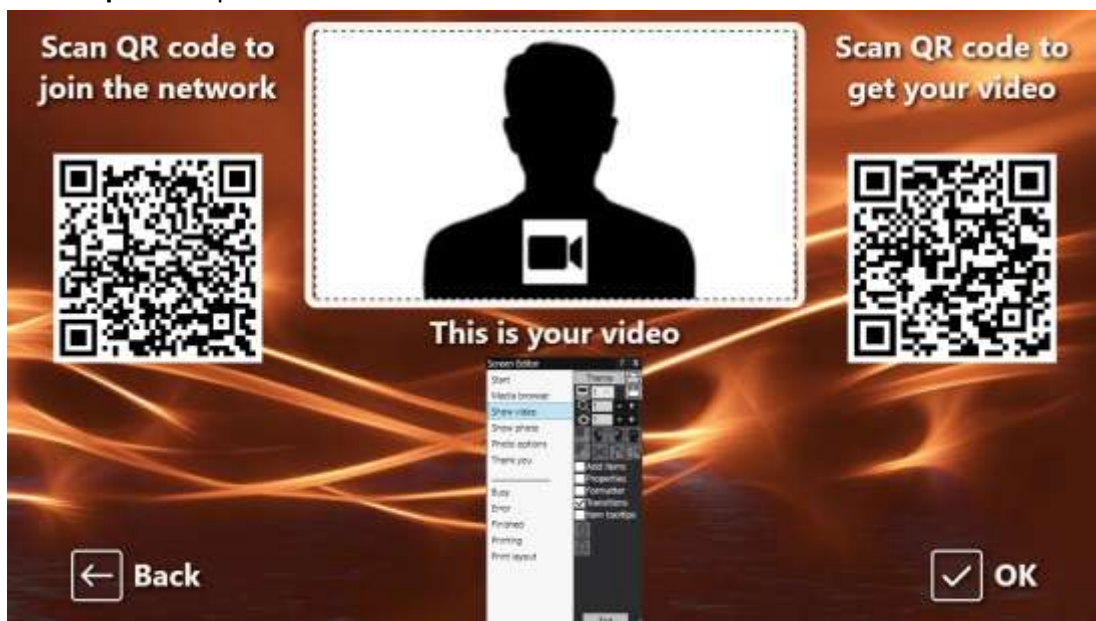 Scan QR code to
join the network
Scan QR code to
get your video
This is your video
Screen Editor
Start
Media browser
Show video
Show photo
Photo options
Thank you
Busy
Error
Finished
Printing
Print layout
Theme
Add items
Properties
Formatter
Transitions
Item tooltips
Back
OK